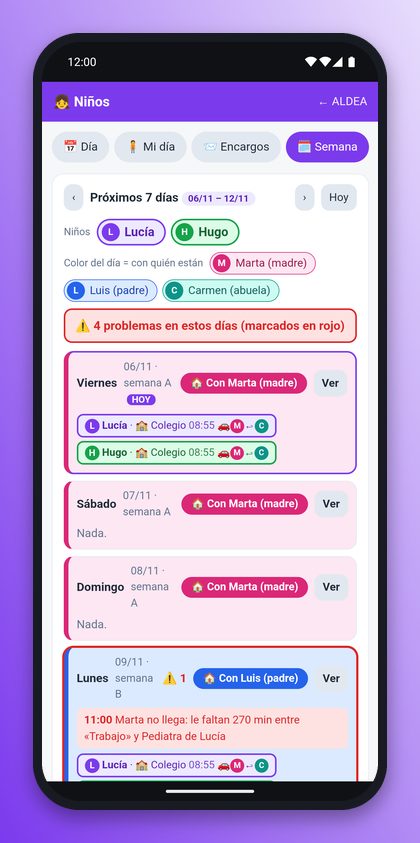 12:00
👧 Niños ← ALDEA
📅 Día 🧍 Mi día 📨 Encargos 🗓️ Semana
‹ Próximos 7 días 06/11 – 12/11 › Hoy
Niños L Lucía H Hugo
Color del día = con quién están M Marta (madre)
L Luis (padre) C Carmen (abuela)
⚠️ 4 problemas en estos días (marcados en rojo)
Viernes 06/11 · semana A HOY 🏠 Con Marta (madre) Ver
L Lucía · 🏫 Colegio 08:55 🚗 M ↩ C
H Hugo · 🏫 Colegio 08:55 🚗 M ↩ C
Sábado 07/11 · semana A 🏠 Con Marta (madre) Ver
Nada.
Domingo 08/11 · semana A 🏠 Con Marta (madre) Ver
Nada.
Lunes 09/11 · semana B ⚠️ 1 🏠 Con Luis (padre) Ver
11:00 Marta no llega: le faltan 270 min entre
«Trabajo» y Pediatra de Lucía
L Lucía · 🏫 Colegio 08:55 🚗 M ↩ C